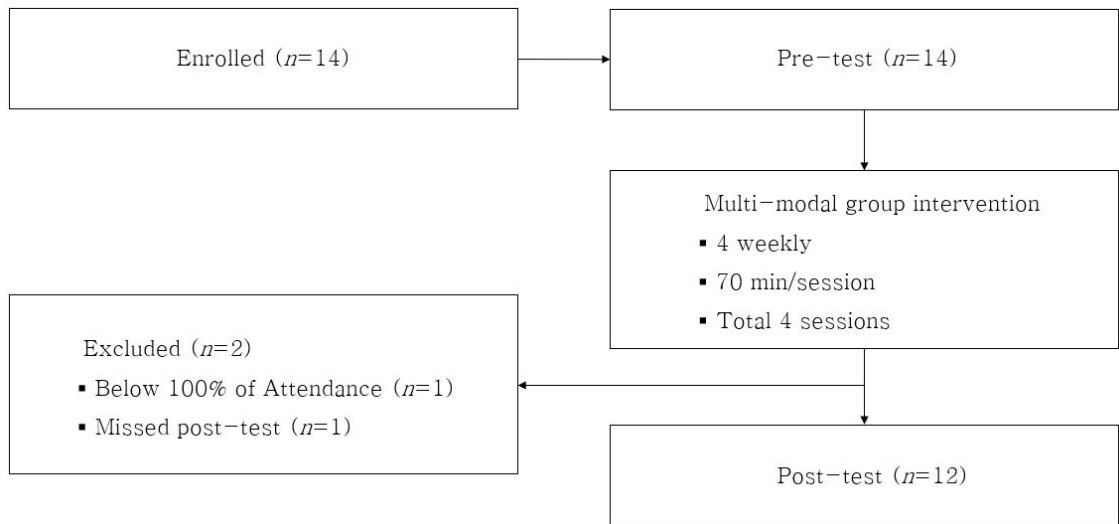 Enrolled (n=14)
Pre-test (n=14)
Multi-modal group intervention
▪ 4 weekly
▪ 70 min/session
▪ Total 4 sessions
Excluded (n=2)
▪ Below 100% of Attendance (n=1)
▪ Missed post-test (n=1)
Post-test (n=12)